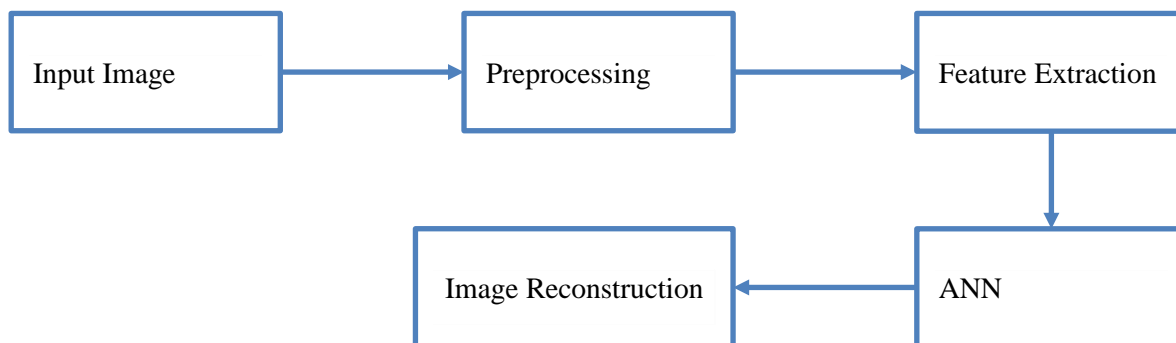 Input Image
Preprocessing
Feature Extraction
ANN
Image Reconstruction